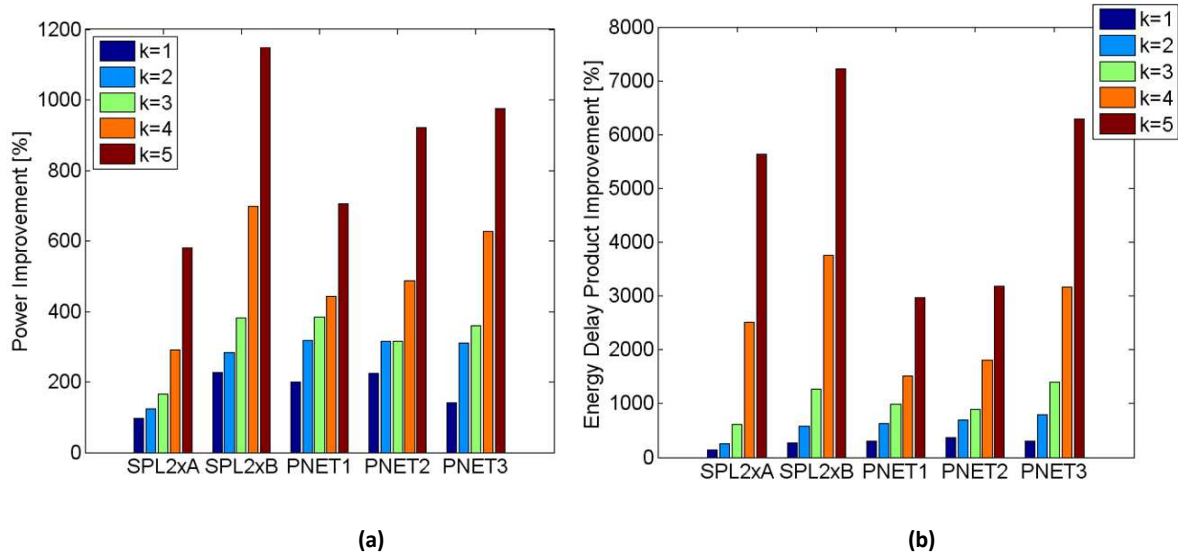 Power Improvement [%]
1200
1000
800
600
400
200
0
k=1
k=2
k=3
k=4
k=5
SPL2xA SPL2xB PNET1 PNET2 PNET3
(a)
Energy Delay Product Improvement [%]
8000
7000
6000
5000
4000
3000
2000
1000
0
k=1
k=2
k=3
k=4
k=5
SPL2xA SPL2xB PNET1 PNET2 PNET3
(b)